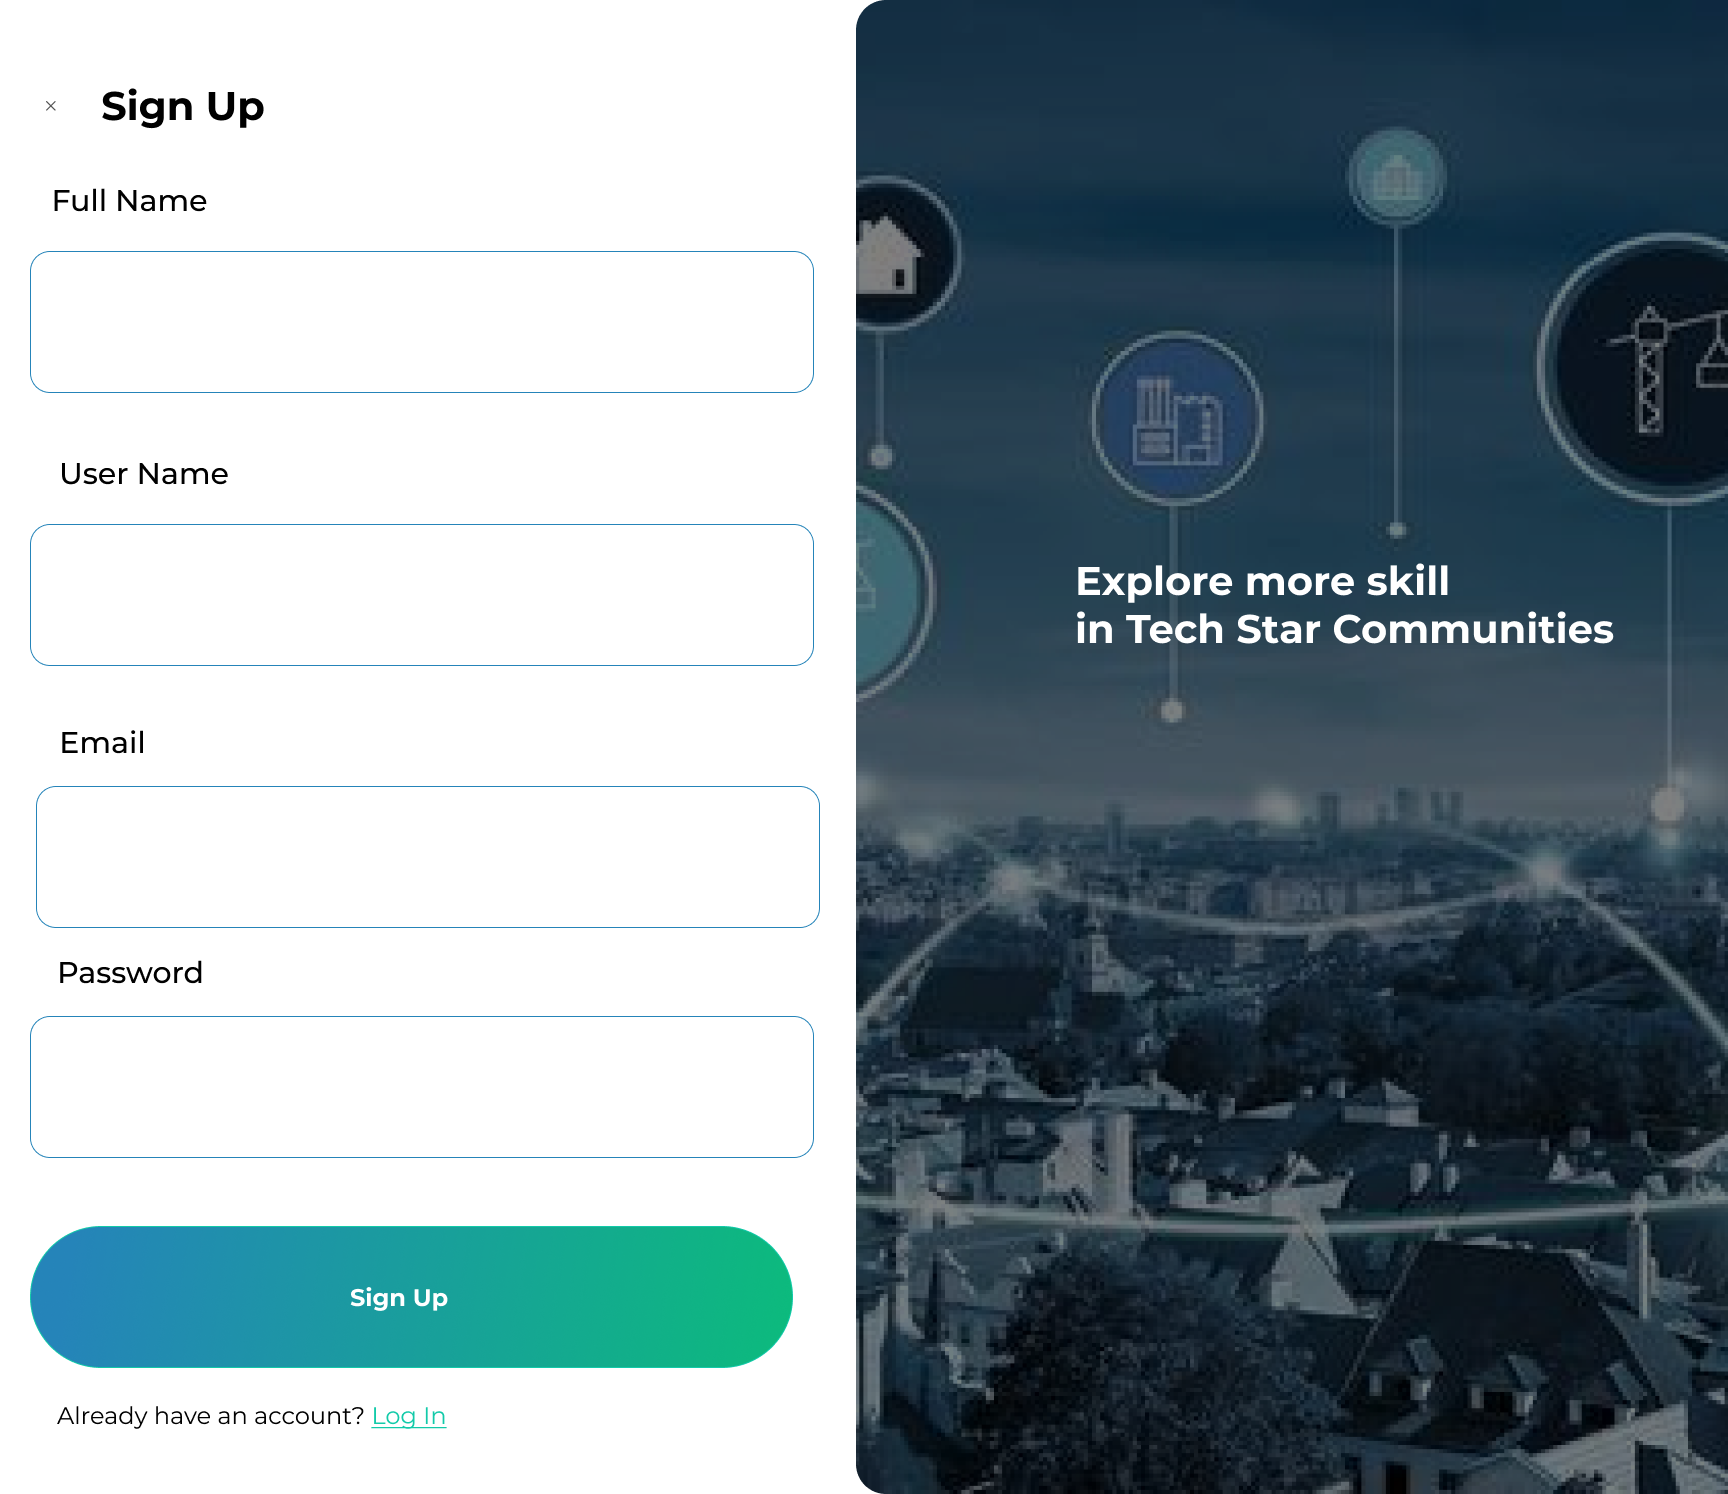 Sign Up
Full Name
User Name
Email
Password
Sign Up
Already have an account? Log In
Explore more skill
in Tech Star Communities